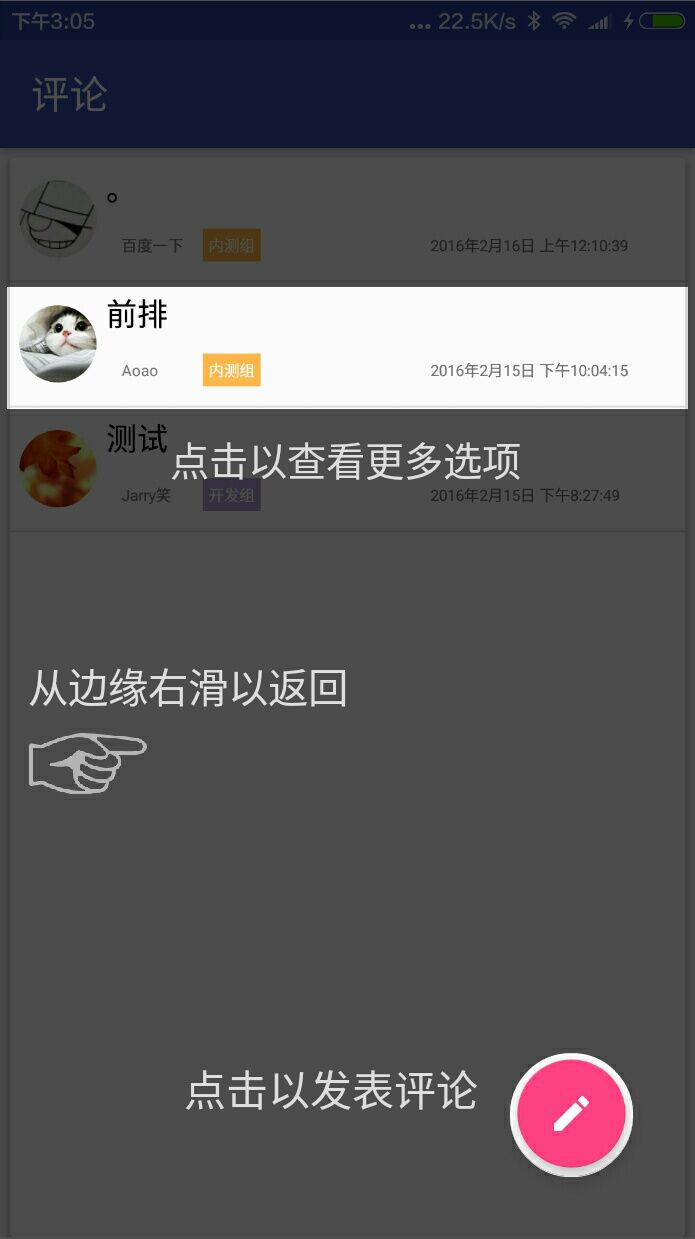 下午3:05 ... 22.5K/s
评论
。
百度一下 内测组 2016年2月16日 上午12:10:39
前排
Aoao 内测组 2016年2月15日 下午10:04:15
测试
点击以查看更多选项
Jarry笑 开发组 2016年2月15日 下午8:27:49
从边缘右滑以返回
点击以发表评论